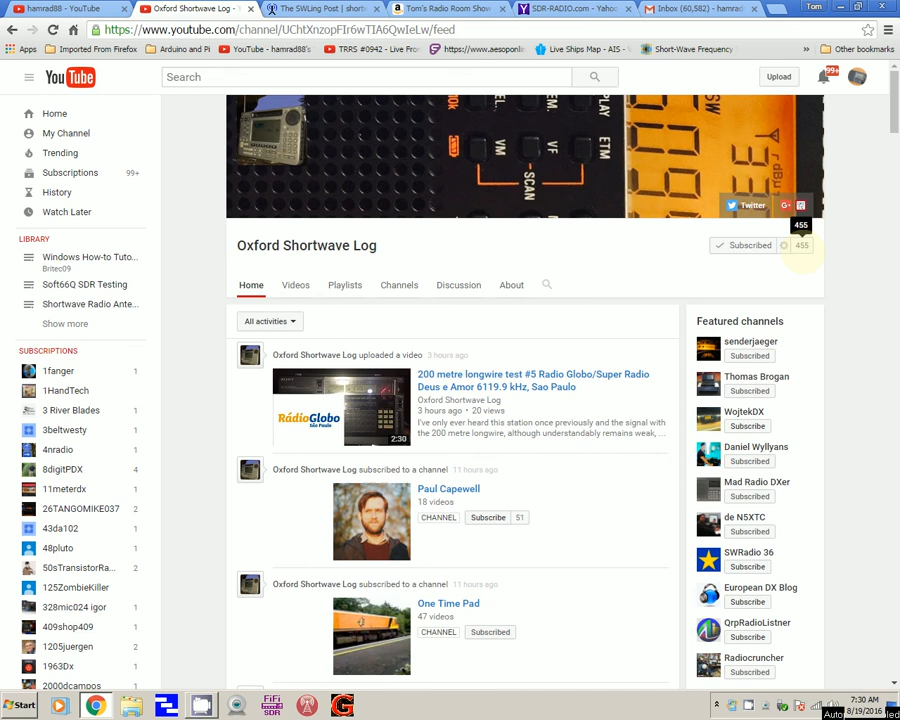 hamrad88 - YouTube
Oxford Shortwave Log -
The SWLing Post | shortw
Tom's Radio Room Show
SDR-RADIO.com - Yahoo
Inbox (60,582) - hamrad
Tom
https://www.youtube.com/channel/UChtXnzopFIr6wTIA6QwIeLw/feed
Apps
Imported From Firefox
Arduino and Pi
YouTube - hamrad88's
TRRS #0942 - Live Fro
https://www.aesoponli
Live Ships Map - AIS - V
Short-Wave Frequency
»
Other bookmarks
YouTube
Search
Upload
99+
Home
My Channel
Trending
Subscriptions 99+
History
Watch Later
LIBRARY
Windows How-to Tuto...
Britec09
Soft66Q SDR Testing
Shortwave Radio Ante...
Show more
SUBSCRIPTIONS
1fanger 1
1HandTech
3 River Blades 1
3beltwesty 1
4nradio 1
8digitPDX 4
11meterdx 1
26TANGOMIKE037 2
43da102 1
48pluto 1
50sTransistorRa... 2
125ZombieKiller
328mic024 igor 1
409shop409 1
1205juergen 2
1963Dx 1
2000dcampos 1
10k
VM
VF
ETM
SCAN
SW
Twitter
G+
455
Oxford Shortwave Log
Subscribed 455
Home
Videos
Playlists
Channels
Discussion
About
All activities
Oxford Shortwave Log uploaded a video 3 hours ago
RádioGlobo
São Paulo
2:30
200 metre longwire test #5 Radio Globo/Super Radio
Deus e Amor 6119.9 kHz, Sao Paulo
Oxford Shortwave Log
3 hours ago • 20 views
I've only ever heard this station once previously and the signal with
the 200 metre longwire, although understandably remains weak, ...
Oxford Shortwave Log subscribed to a channel 11 hours ago
Paul Capewell
18 videos
CHANNEL
Subscribe 51
Oxford Shortwave Log subscribed to a channel 11 hours ago
One Time Pad
47 videos
CHANNEL
Subscribed
Featured channels
senderjaeger
Subscribed
Thomas Brogan
Subscribed
WojtekDX
Subscribe
Daniel Wyllyans
Subscribed
Mad Radio DXer
Subscribed
de N5XTC
Subscribed
SWRadio 36
Subscribe
European DX Blog
Subscribe
QrpRadioListner
Subscribe
Radiocruncher
Subscribed
Start
FiFi
SDR
7:30 AM
8/19/2016